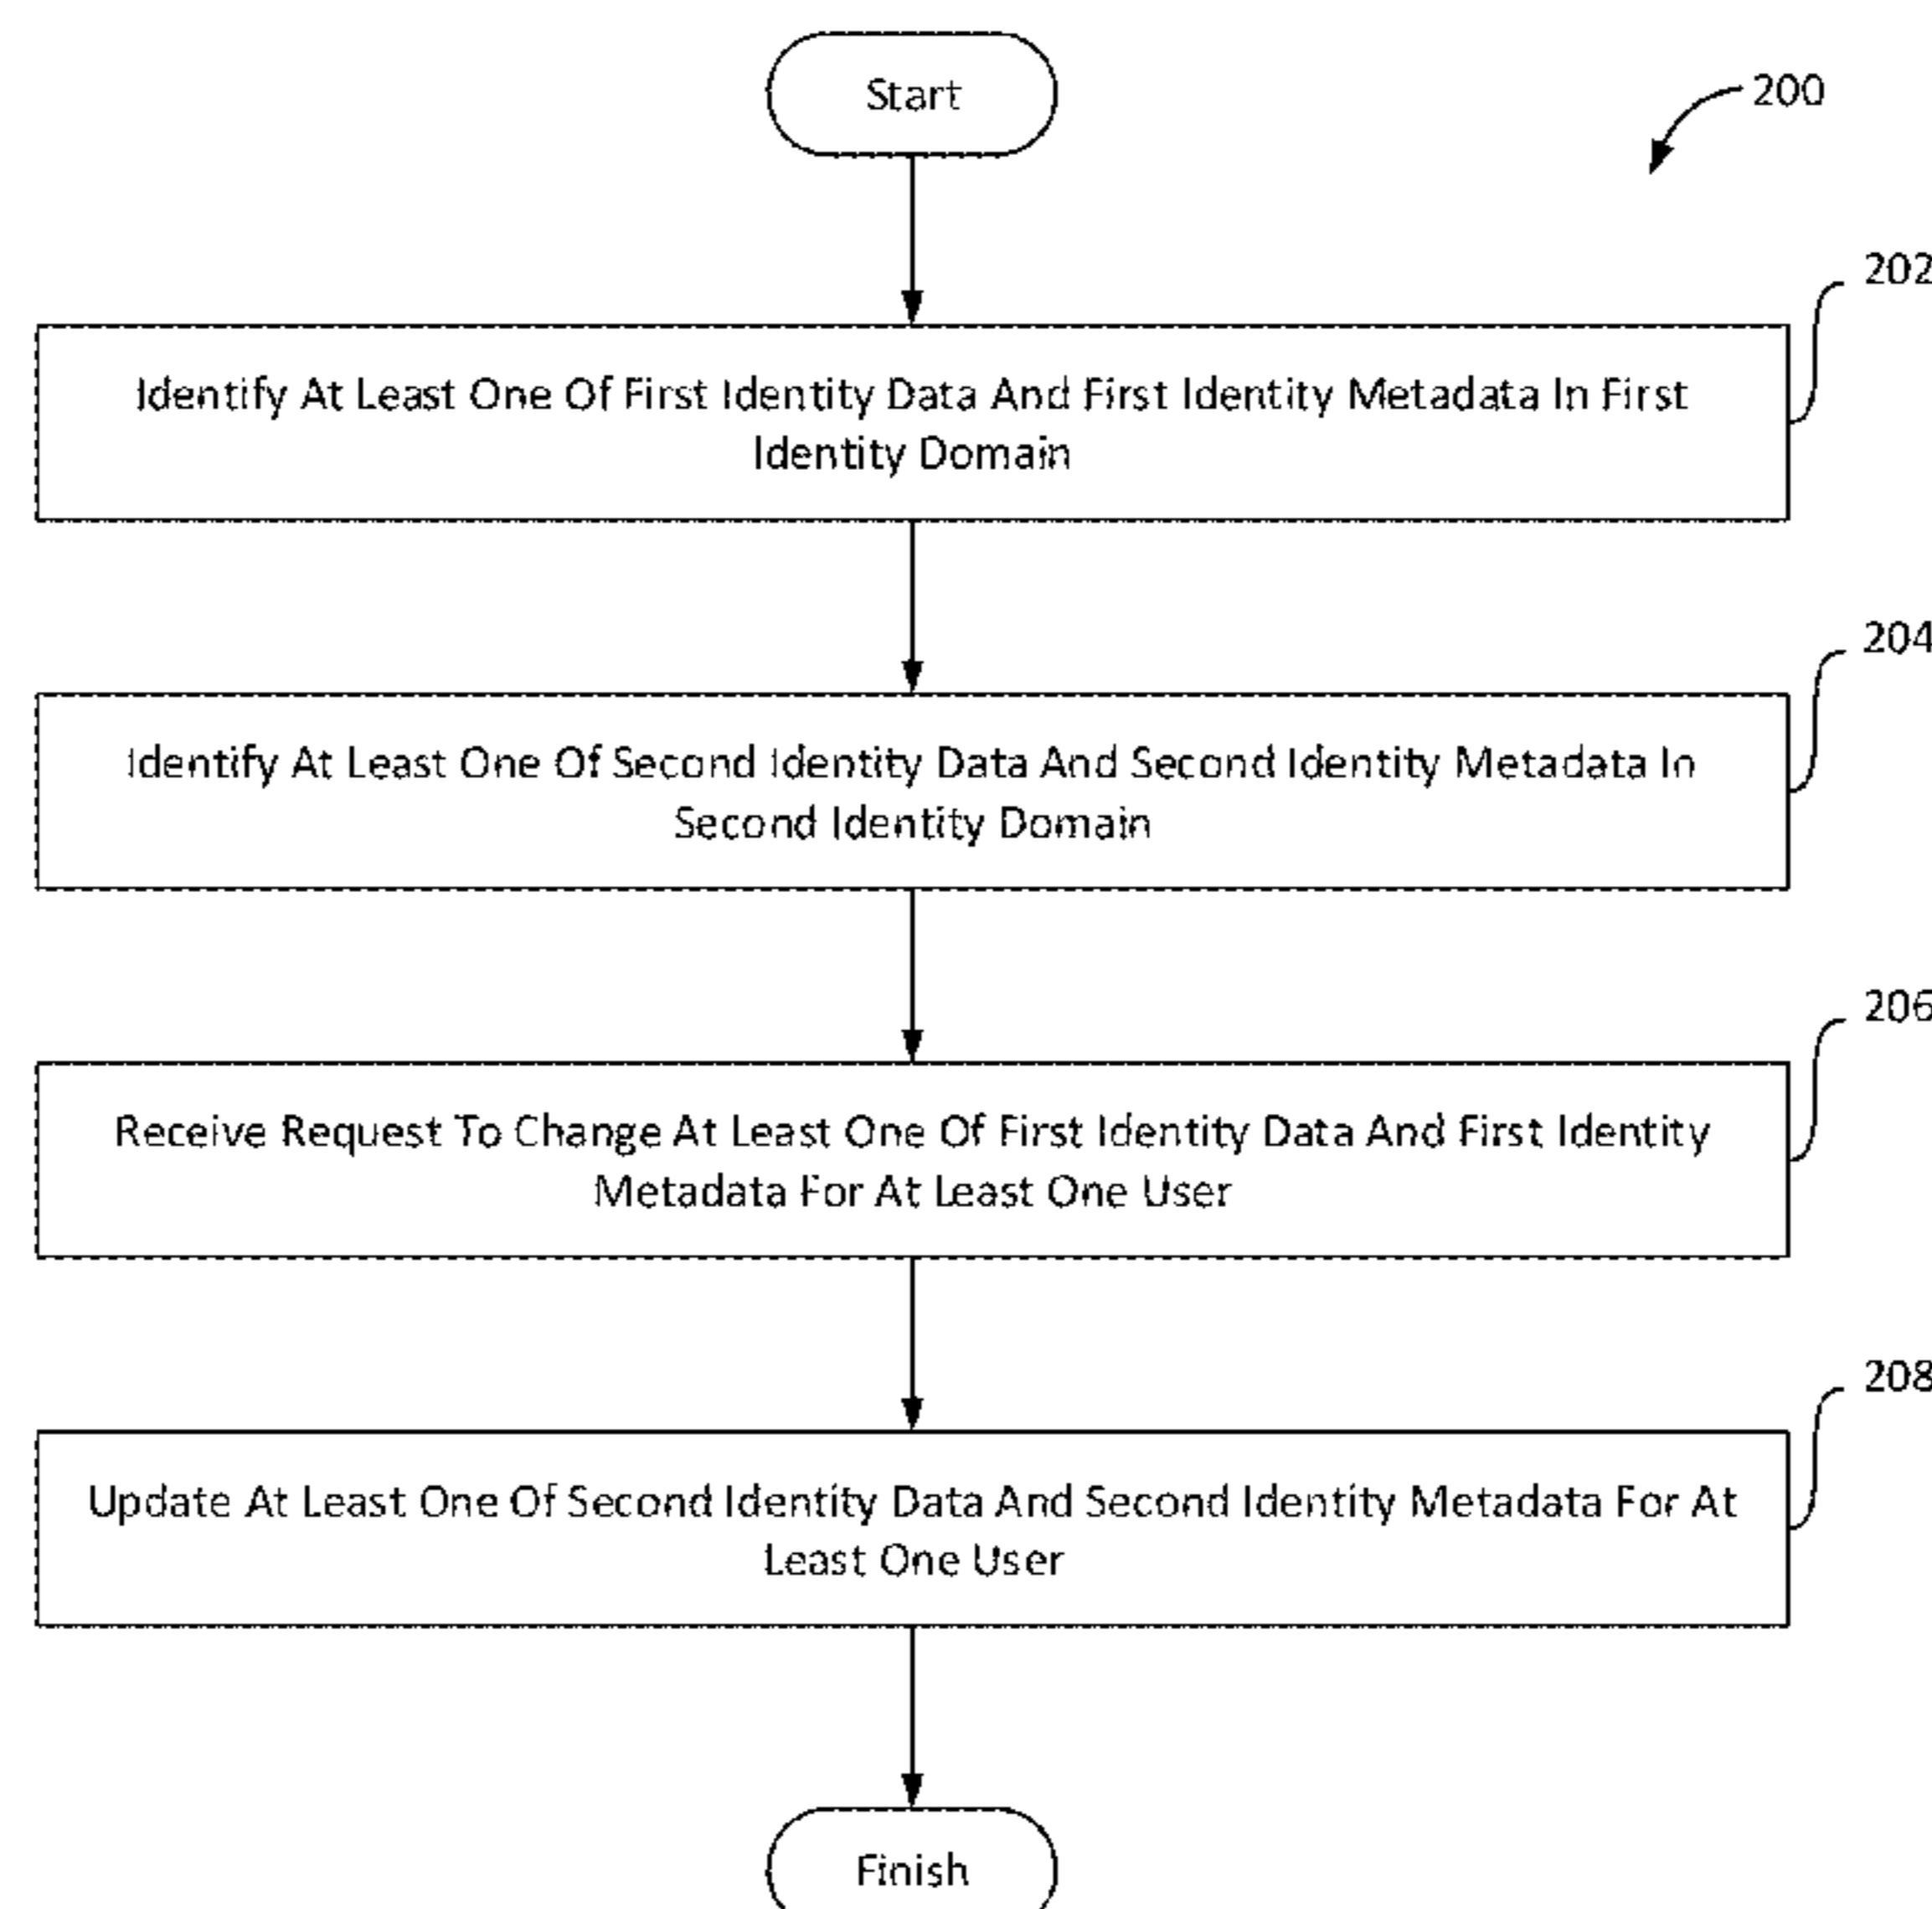 Start
200
202
Identify At Least One Of First Identity Data And First Identity Metadata In First
Identity Domain
204
Identify At Least One Of Second Identity Data And Second Identity Metadata In
Second Identity Domain
206
Receive Request To Change At Least One Of First Identity Data And First Identity
Metadata For At Least One User
208
Update At Least One Of Second Identity Data And Second Identity Metadata For At
Least One User
Finish